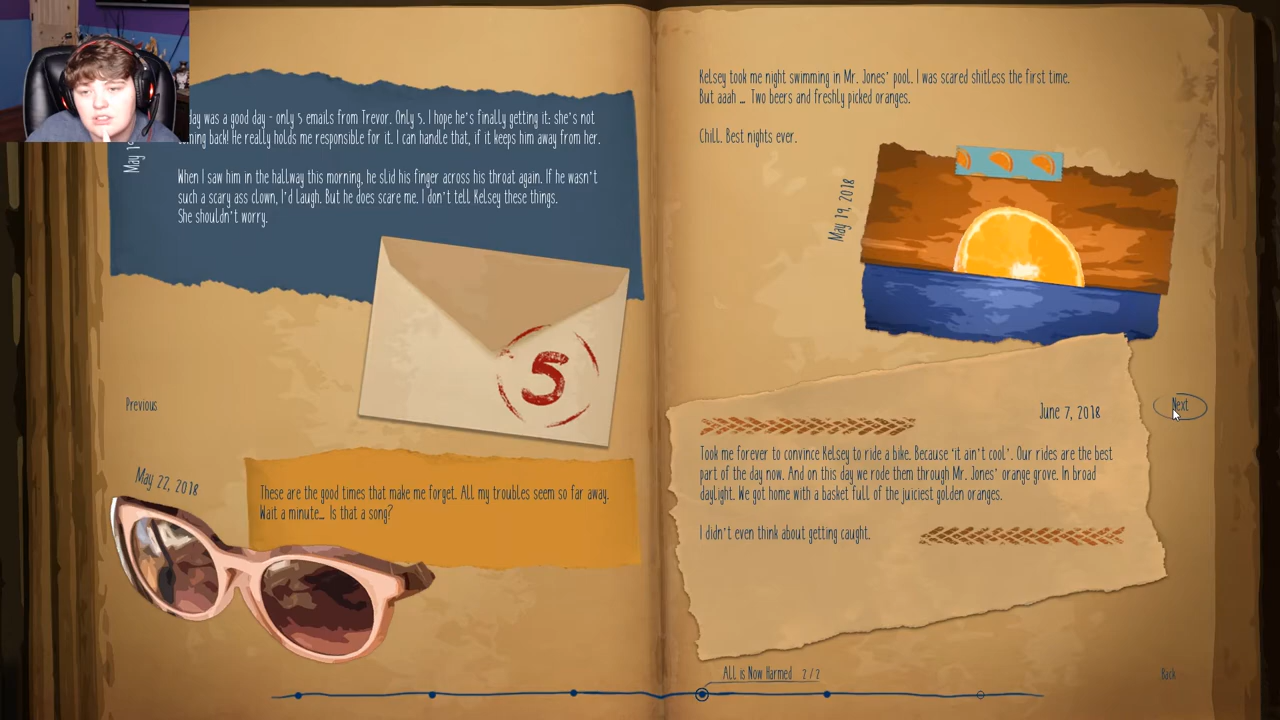 day was a good day - only 5 emails from Trevor. Only 5. I hope he's finally getting it: she's not
coming back! He really holds me responsible for it. I can handle that, if it keeps him away from her.
When I saw him in the hallway this morning, he slid his finger across his throat again. If he wasn't
such a scary ass clown, I'd laugh. But he does scare me. I don't tell Kelsey these things.
She shouldn't worry.
5
Previous
May 22, 2018
These are the good times that make me forget. All my troubles seem so far away.
Wait a minute... Is that a song?
Kelsey took me night swimming in Mr. Jones' pool. I was scared shitless the first time.
But aaah ... Two beers and freshly picked oranges.
Chill. Best nights ever.
May 19, 2018
June 7, 2018
Next
Took me forever to convince Kelsey to ride a bike. Because 'it ain't cool'. Our rides are the best
part of the day now. And on this day we rode them through Mr. Jones' orange grove. In broad
daylight. We got home with a basket full of the juiciest golden oranges.
I didn't even think about getting caught.
ALL is Now Harmed 2 / 2
Back